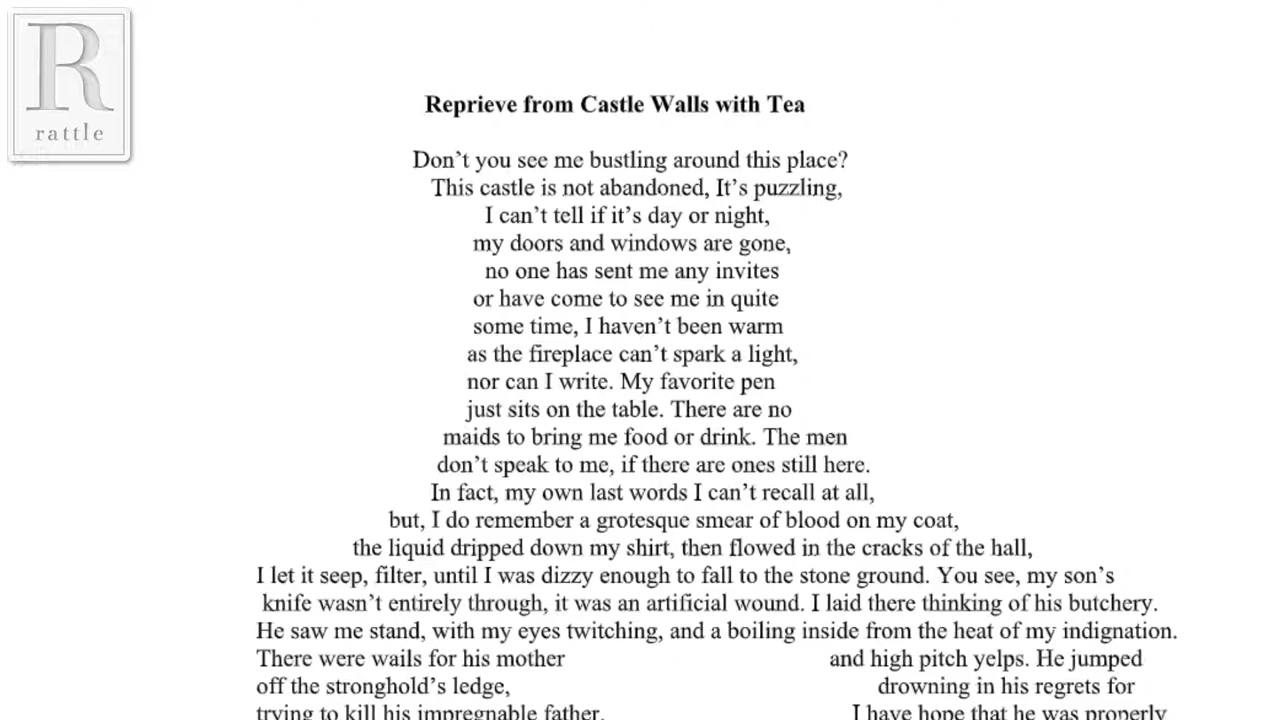 R
rattle
Reprieve from Castle Walls with Tea
Don't you see me bustling around this place?
This castle is not abandoned, It's puzzling,
I can't tell if it's day or night,
my doors and windows are gone,
no one has sent me any invites
or have come to see me in quite
some time, I haven't been warm
as the fireplace can't spark a light,
nor can I write. My favorite pen
just sits on the table. There are no
maids to bring me food or drink. The men
don't speak to me, if there are ones still here.
In fact, my own last words I can't recall at all,
but, I do remember a grotesque smear of blood on my coat,
the liquid dripped down my shirt, then flowed in the cracks of the hall,
I let it seep, filter, until I was dizzy enough to fall to the stone ground. You see, my son's
knife wasn't entirely through, it was an artificial wound. I laid there thinking of his butchery.
He saw me stand, with my eyes twitching, and a boiling inside from the heat of my indignation.
There were wails for his mother and high pitch yelps. He jumped
off the stronghold's ledge, drowning in his regrets for
trying to kill his impregnable father. I have hope that he was properly